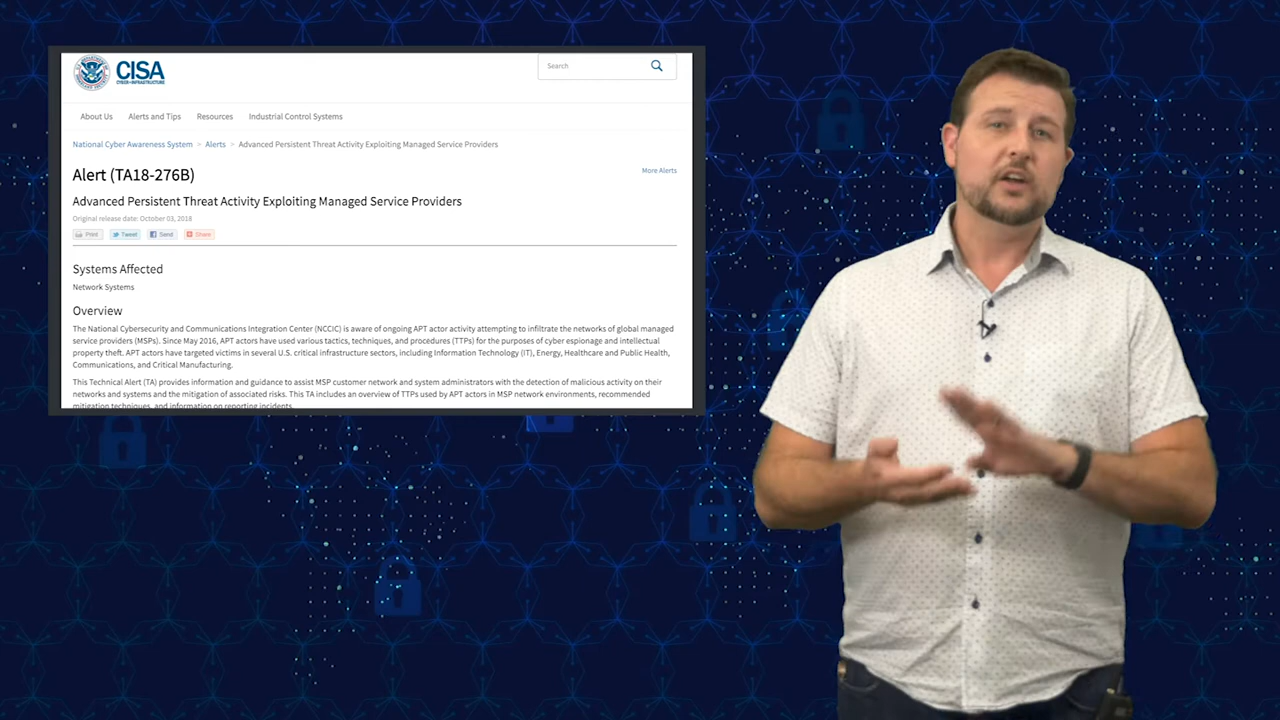 CISA
CYBER+INFRASTRUCTURE
Search
About Us Alerts and Tips Resources Industrial Control Systems
National Cyber Awareness System > Alerts > Advanced Persistent Threat Activity Exploiting Managed Service Providers
Alert (TA18-276B)
More Alerts
Advanced Persistent Threat Activity Exploiting Managed Service Providers
Original release date: October 03, 2018
Print Tweet Send Share
Systems Affected
Network Systems
Overview
The National Cybersecurity and Communications Integration Center (NCCIC) is aware of ongoing APT actor activity attempting to infiltrate the networks of global managed
service providers (MSPs). Since May 2016, APT actors have used various tactics, techniques, and procedures (TTPs) for the purposes of cyber espionage and intellectual
property theft. APT actors have targeted victims in several U.S. critical infrastructure sectors, including Information Technology (IT), Energy, Healthcare and Public Health,
Communications, and Critical Manufacturing.
This Technical Alert (TA) provides information and guidance to assist MSP customer network and system administrators with the detection of malicious activity on their
networks and systems and the mitigation of associated risks. This TA includes an overview of TTPs used by APT actors in MSP network environments, recommended
mitigation techniques, and information on reporting incidents.